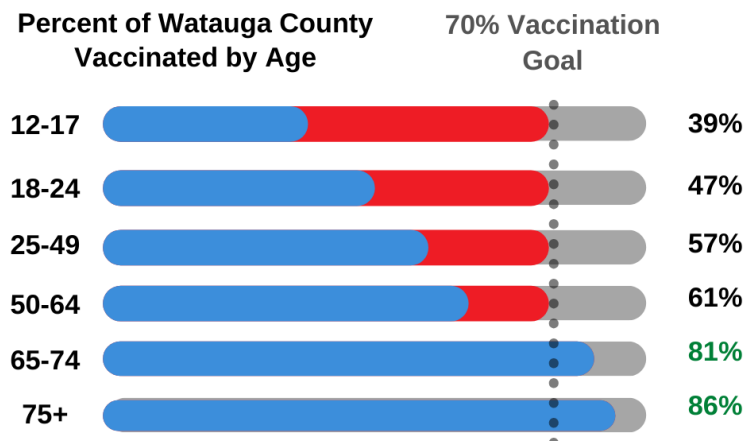 Percent of Watauga County
Vaccinated by Age
70% Vaccination
Goal
12-17 39%
18-24 47%
25-49 57%
50-64 61%
65-74 81%
75+ 86%